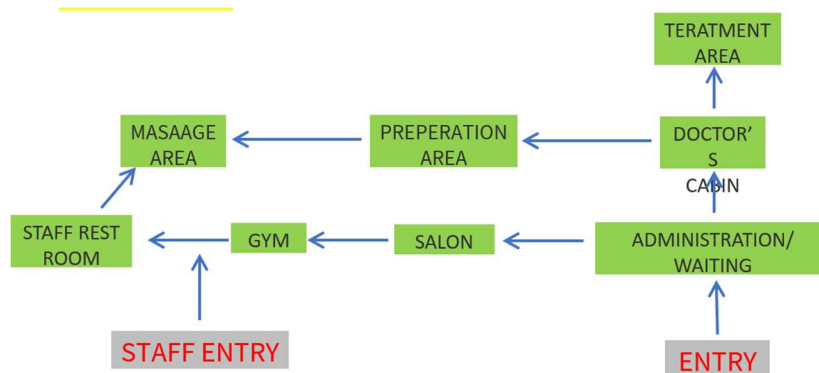 TERATMENT
AREA
MASAAGE
AREA
PREPERATION
AREA
DOCTOR'
S
CABIN
STAFF REST
ROOM
GYM
SALON
ADMINISTRATION/
WAITING
STAFF ENTRY
ENTRY